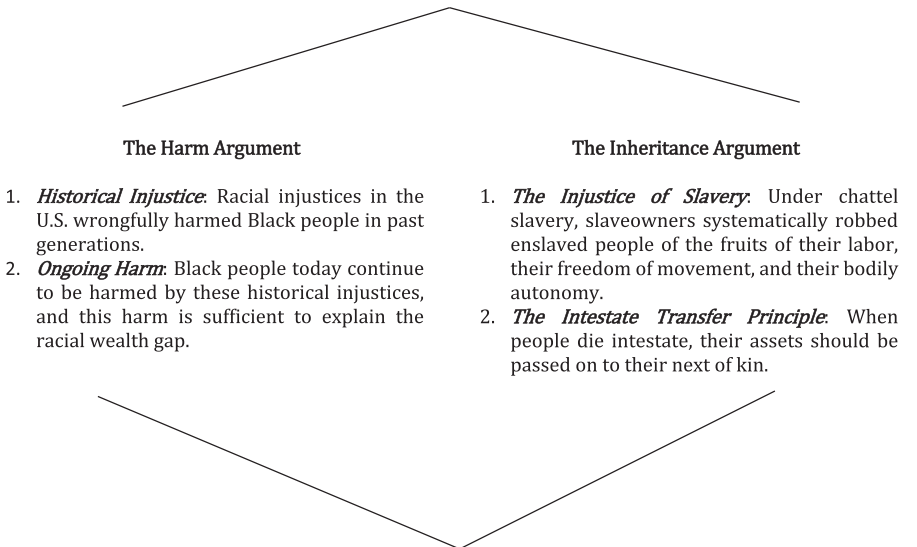 The Harm Argument
1. Historical Injustice: Racial injustices in the
U.S. wrongfully harmed Black people in past
generations.
2. Ongoing Harm: Black people today continue
to be harmed by these historical injustices,
and this harm is sufficient to explain the
racial wealth gap.
The Inheritance Argument
1. The Injustice of Slavery: Under chattel
slavery, slaveowners systematically robbed
enslaved people of the fruits of their labor,
their freedom of movement, and their bodily
autonomy.
2. The Intestate Transfer Principle: When
people die intestate, their assets should be
passed on to their next of kin.